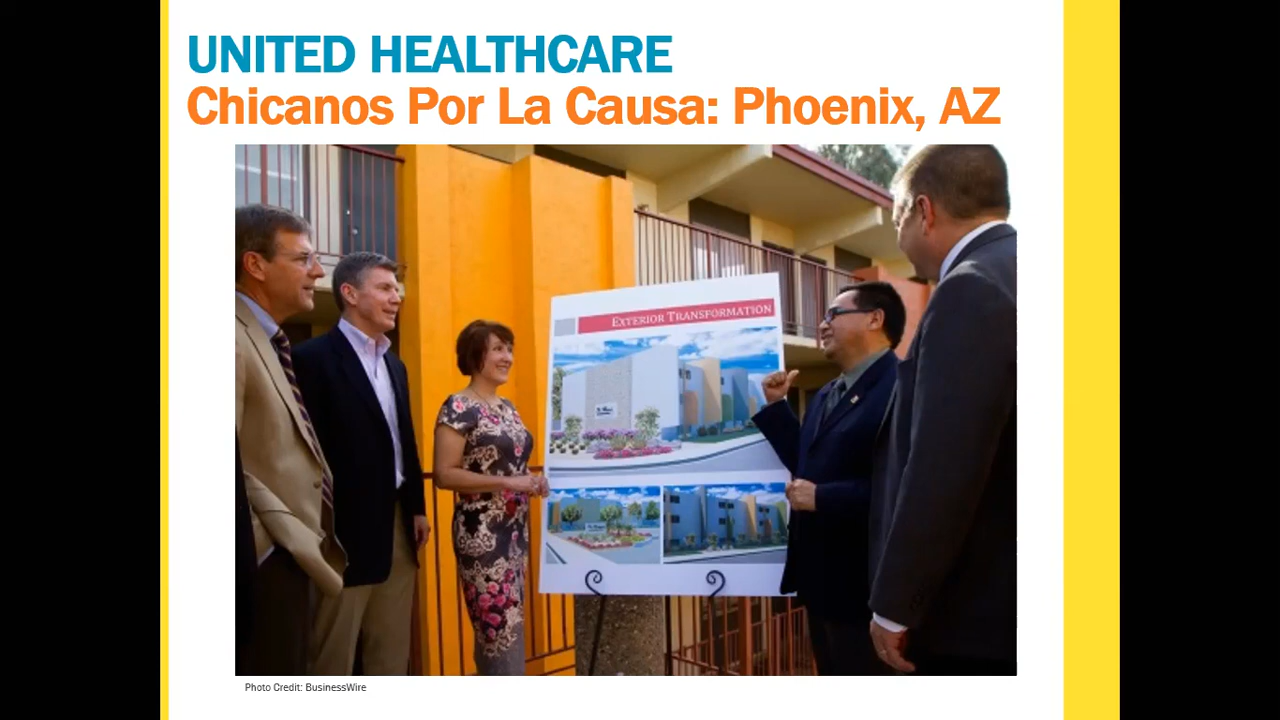 UNITED HEALTHCARE
Chicanos Por La Causa: Phoenix, AZ
EXTERIOR TRANSFORMATION
Photo Credit: BusinessWire